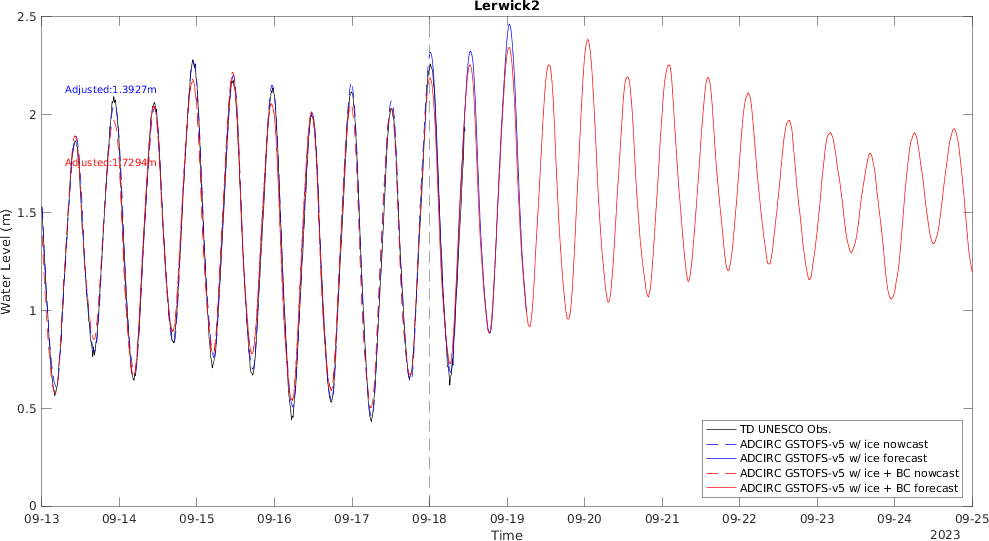 Lerwick2
2.5
2
1.5
1
0.5
0
Water Level (m)
Adjusted:1.3927m
Adjusted:1.7294m
TD UNESCO Obs.
ADCIRC GSTOFS-v5 w/ ice nowcast
ADCIRC GSTOFS-v5 w/ ice forecast
ADCIRC GSTOFS-v5 w/ ice + BC nowcast
ADCIRC GSTOFS-v5 w/ ice + BC forecast
09-13 09-14 09-15 09-16 09-17 09-18 09-19 09-20 09-21 09-22 09-23 09-24 09-25
Time
2023